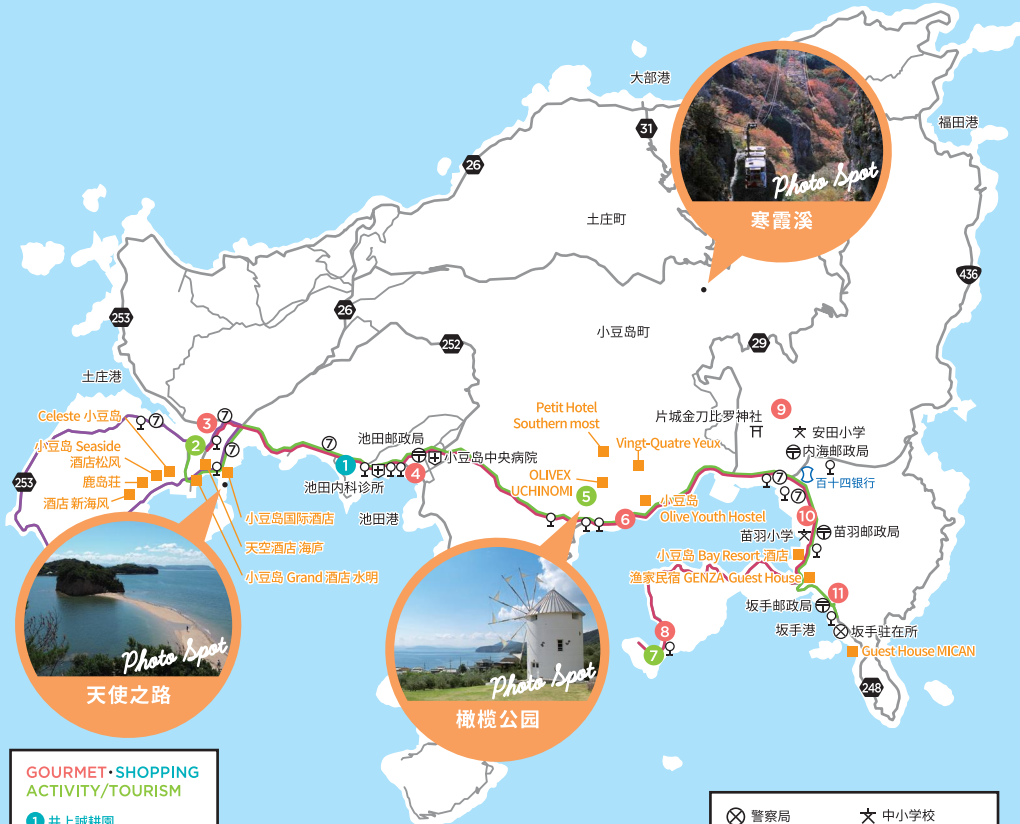 大部港
31
福田港
26
Photo Spot
寒霞溪
土庄町
436
253
26
小豆岛町
252
29
土庄港
Celeste 小豆岛
7
3
7
2
7
7
小豆岛 Seaside
酒店松风
鹿岛荘
酒店 新海风
253
小豆岛国际酒店
天空酒店 海庐
小豆岛 Grand 酒店 水明
池田邮政局
小豆岛中央病院
1
4
池田内科诊所
池田港
Petit Hotel
Southern most
Vingt-Quatre Yeux
OLIVEX
UCHINOMI
5
6
小豆岛
Olive Youth Hostel
片城金刀比罗神社
9
安田小学
内海邮政局
7
7
百十四银行
10
苗羽小学
苗羽邮政局
小豆岛 Bay Resort 酒店
渔家民宿 GENZA Guest House
坂手邮政局
11
坂手港
坂手驻在所
Guest House MICAN
248
8
7
Photo Spot
天使之路
Photo Spot
橄榄公园
GOURMET・SHOPPING
ACTIVITY/TOURISM
1 井上誠耕園
警察局
中小学校